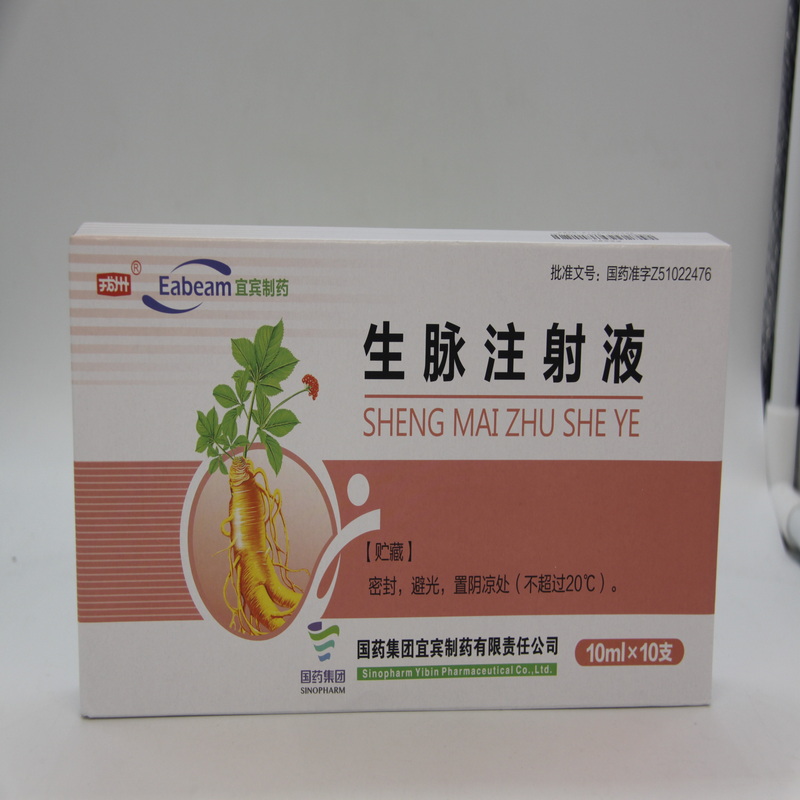 Eabeam宜宾制药
批准文号：国药准字Z51022476
生脉注射液
SHENG MAI ZHU SHE YE
【贮藏】
密封，避光，置阴凉处（不超过20℃）。
国药集团
SINOPHARM
国药集团宜宾制药有限责任公司
Sinopharm Yibin Pharmaceutical Co.,Ltd.
10ml×10支